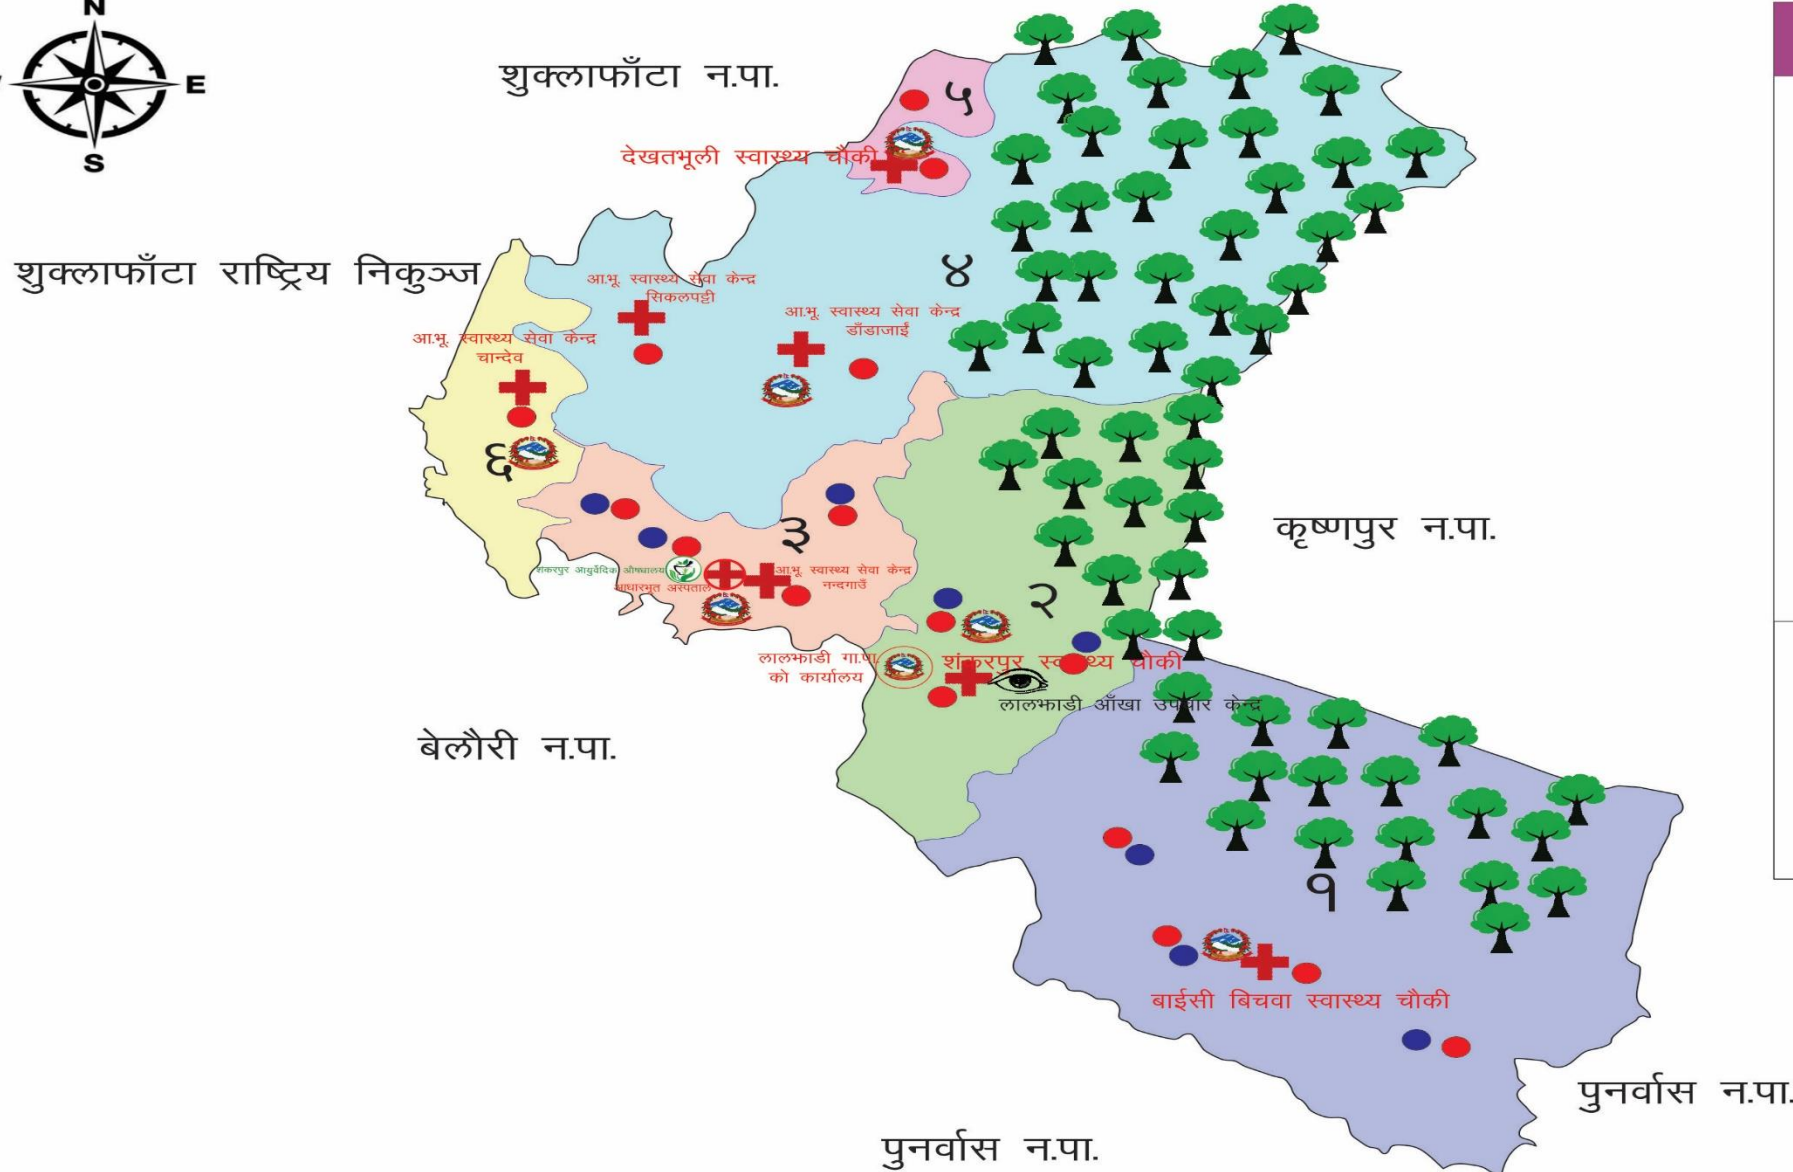 N
E
S
शुक्लाफाँटा न.पा.
५
देखतभूली स्वास्थ्य चौकी
शुक्लाफाँटा राष्ट्रिय निकुञ्ज
४
आ.भू. स्वास्थ्य सेवा केन्द्र
सिकलपट्टी
आ.भू. स्वास्थ्य सेवा केन्द्र
डाँडाजाई
आ.भू. स्वास्थ्य सेवा केन्द्र
चान्देव
६
३
कृष्णपुर न.पा.
शंकरपुर आयुर्वेदिक औषधालय
आधारभूत अस्पताल
आ.भू. स्वास्थ्य सेवा केन्द्र
नन्दगाउँ
२
लालझाडी गा.पा.
को कार्यालय
शंकरपुर स्वास्थ्य चौकी
लालझाडी आँखा उपचार केन्द्र
बेलौरी न.पा.
१
बाईसी बिचवा स्वास्थ्य चौकी
पुनर्वास न.पा.
पुनर्वास न.पा.